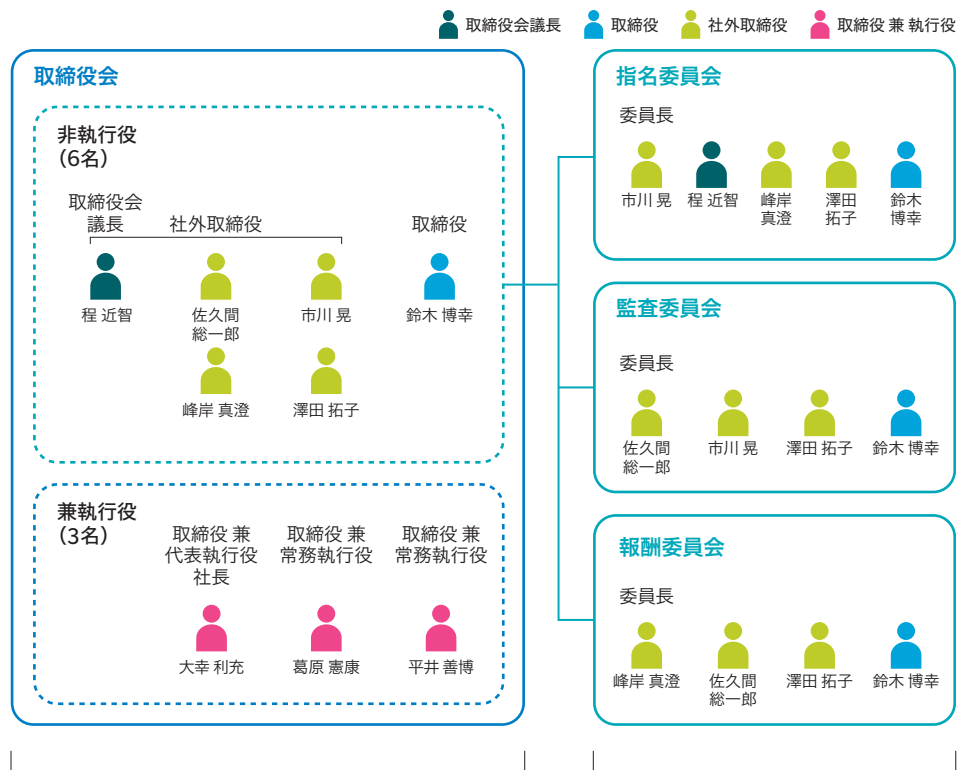 取締役会議長 取締役 社外取締役 取締役 兼 執行役
取締役会
非執行役
（6名）
取締役会
議長
社外取締役
取締役
程 近智
佐久間
総一郎
市川 晃
鈴木 博幸
峰岸 真澄
澤田 拓子
兼執行役
（3名）
取締役 兼
代表執行役
社長
取締役 兼
常務執行役
取締役 兼
常務執行役
大幸 利充
葛原 憲康
平井 善博
指名委員会
委員長
市川 晃
程 近智
峰岸
真澄
澤田
拓子
鈴木
博幸
監査委員会
委員長
佐久間
総一郎
市川 晃
澤田 拓子
鈴木 博幸
報酬委員会
委員長
峰岸 真澄
佐久間
総一郎
澤田 拓子
鈴木 博幸